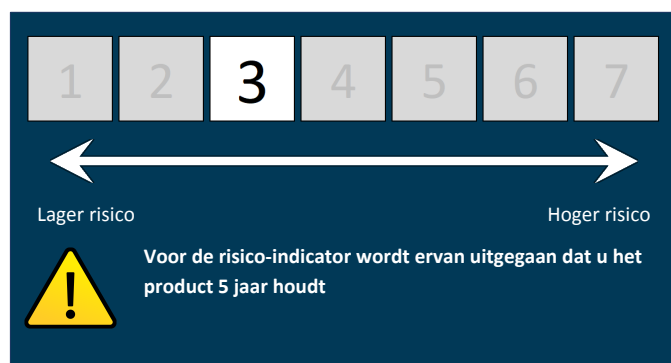 1 2 3 4 5 6 7
Lager risico Hoger risico
Voor de risico-indicator wordt ervan uitgegaan dat u het
product 5 jaar houdt